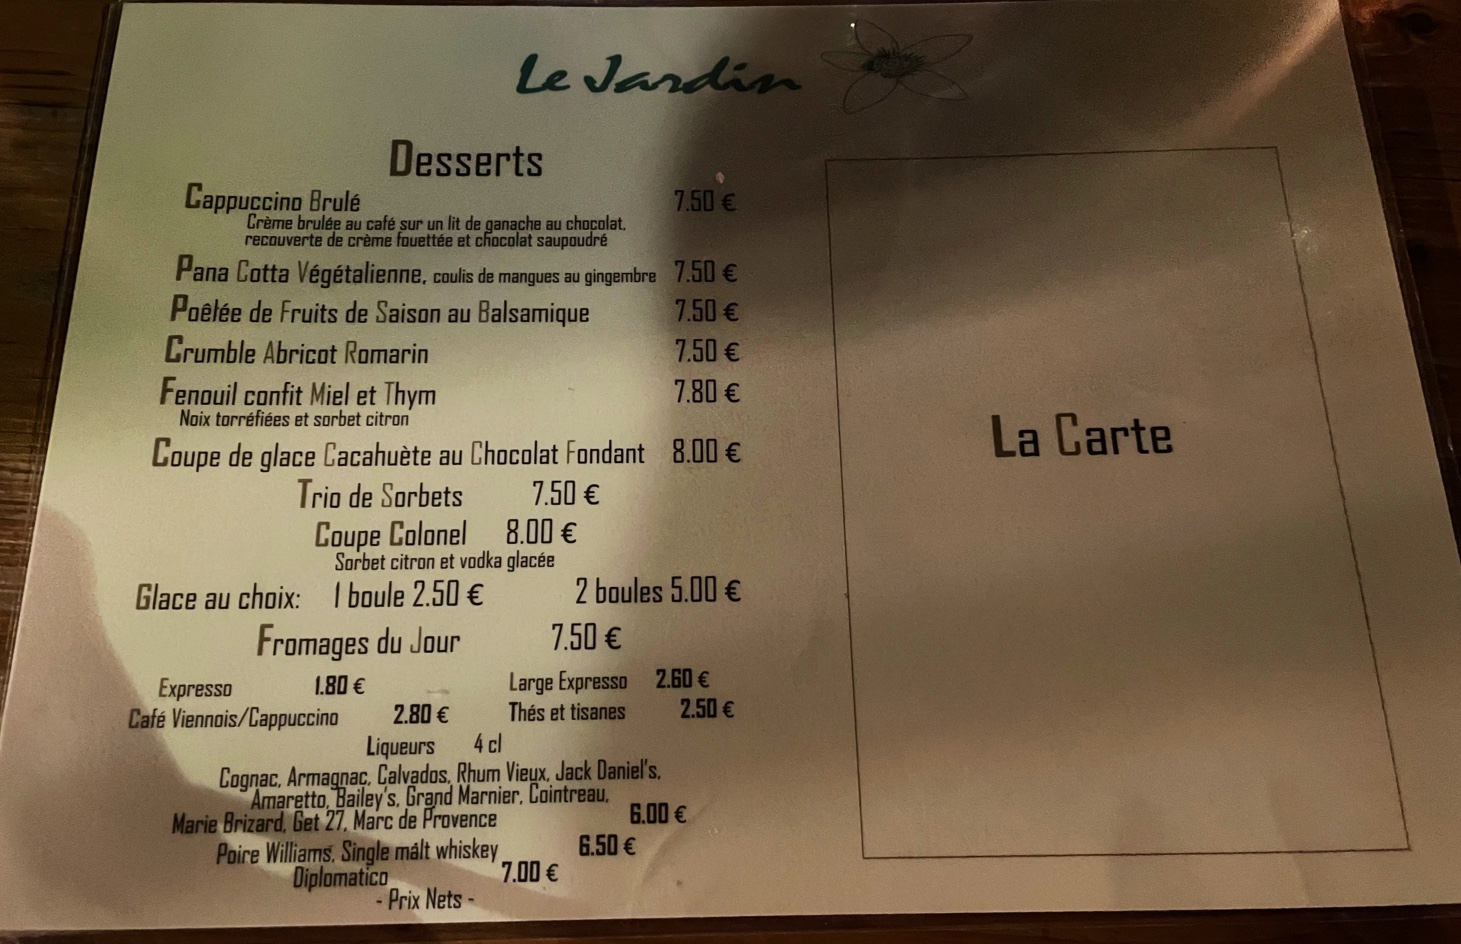 Le Jardin
Desserts
Cappuccino Brulé 7.50 €
Crème brulée au café sur un lit de ganache au chocolat,
recouverte de crème fouettée et chocolat saupoudré
Pana Cotta Végétalienne, coulis de mangues au gingembre 7.50 €
Poêlée de Fruits de Saison au Balsamique 7.50 €
Crumble Abricot Romarin 7.50 €
Fenouil confit Miel et Thym 7.80 €
Noix torréfiées et sorbet citron
Coupe de glace Cacahuète au Chocolat Fondant 8.00 €
Trio de Sorbets 7.50 €
Coupe Colonel 8.00 €
Sorbet citron et vodka glacée
Glace au choix: 1 boule 2.50 € 2 boules 5.00 €
Fromages du Jour 7.50 €
Expresso 1.80 € Large Expresso 2.60 €
Café Viennois/Cappuccino 2.80 € Thés et tisanes 2.50 €
Liqueurs 4 cl
Cognac, Armagnac, Calvados, Rhum Vieux, Jack Daniel's,
Amaretto, Bailey's, Grand Marnier, Cointreau,
Marie Brizard, Get 27, Marc de Provence 6.00 €
Poire Williams, Single malt whiskey 6.50 €
Diplomatico 7.00 €
- Prix Nets -
La Carte